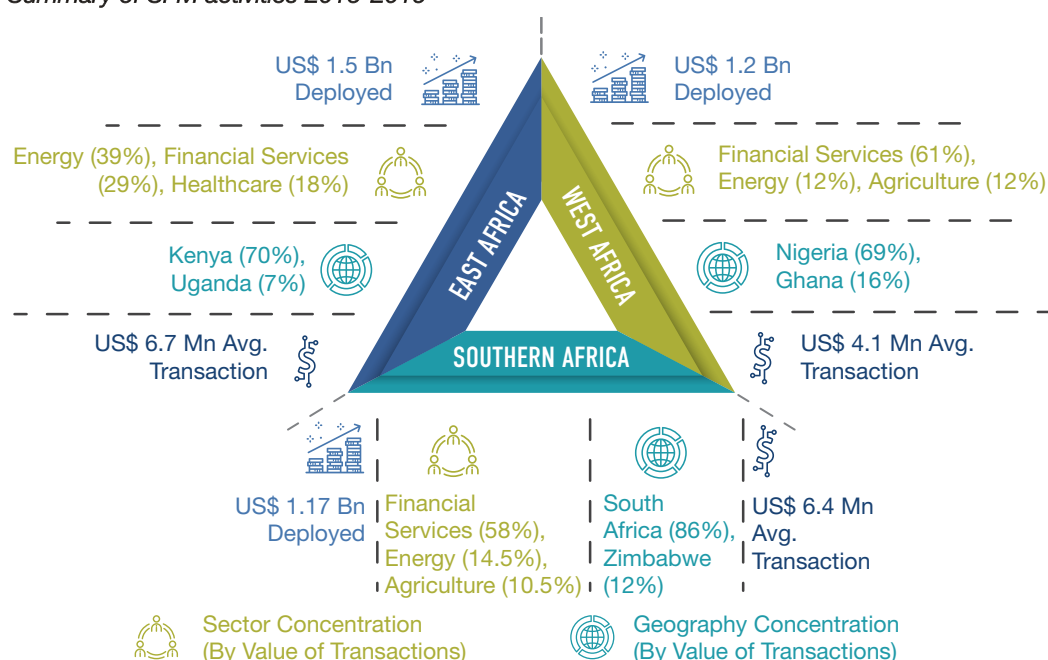 US$ 1.5 Bn
Deployed
US$ 1.2 Bn
Deployed
Energy (39%), Financial Services
(29%), Healthcare (18%)
Financial Services (61%),
Energy (12%), Agriculture (12%)
Kenya (70%),
Uganda (7%)
Nigeria (69%),
Ghana (16%)
US$ 6.7 Mn Avg.
Transaction
US$ 4.1 Mn Avg.
Transaction
EAST AFRICA
WEST AFRICA
SOUTHERN AFRICA
US$ 1.17 Bn
Deployed
Financial
Services (58%),
Energy (14.5%),
Agriculture (10.5%)
South
Africa (86%),
Zimbabwe
(12%)
US$ 6.4 Mn
Avg.
Transaction
Sector Concentration
(By Value of Transactions)
Geography Concentration
(By Value of Transactions)